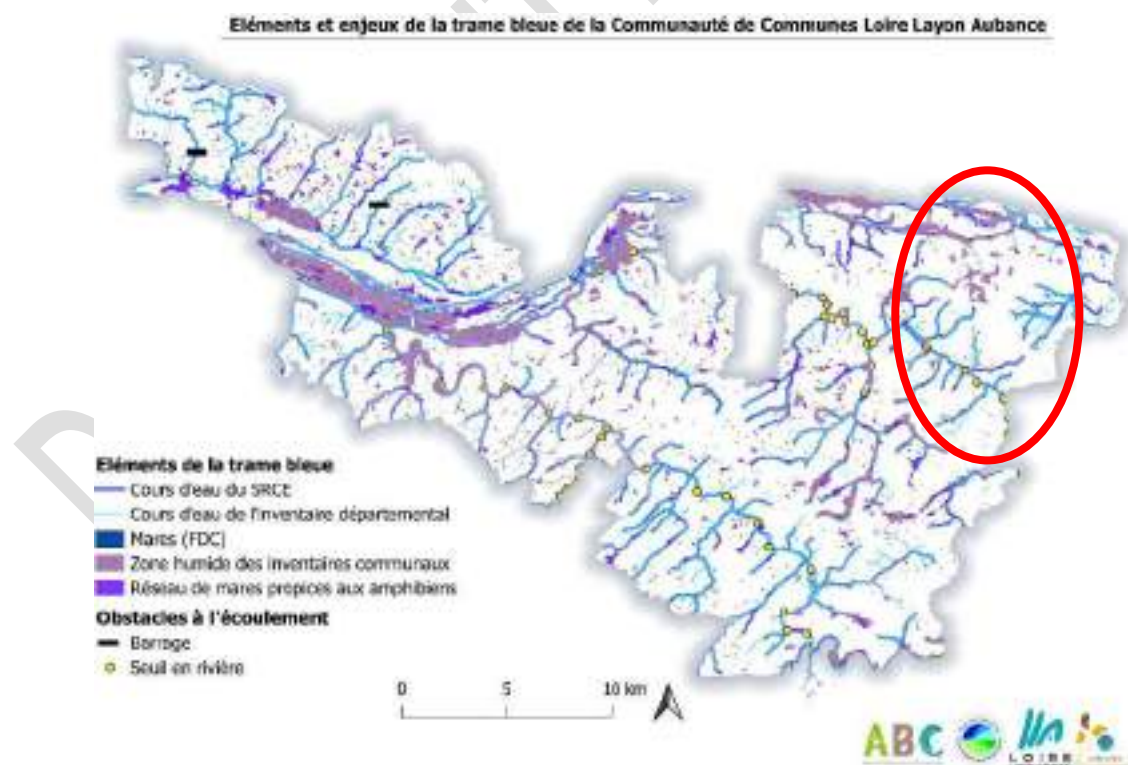 Eléments et enjeux de la trame bleue de la Communauté de Communes Loire Layon Aubance
Eléments de la trame bleue
Cours d'eau du SRCE
Cours d'eau de l'inventaire départemental
Mares (FDC)
Zone humide des inventaires communaux
Réseau de mares propices aux amphibiens
Obstacles à l'écoulement
Barrage
Seuil en rivière
0 5 10 km
ABC
LOIRE